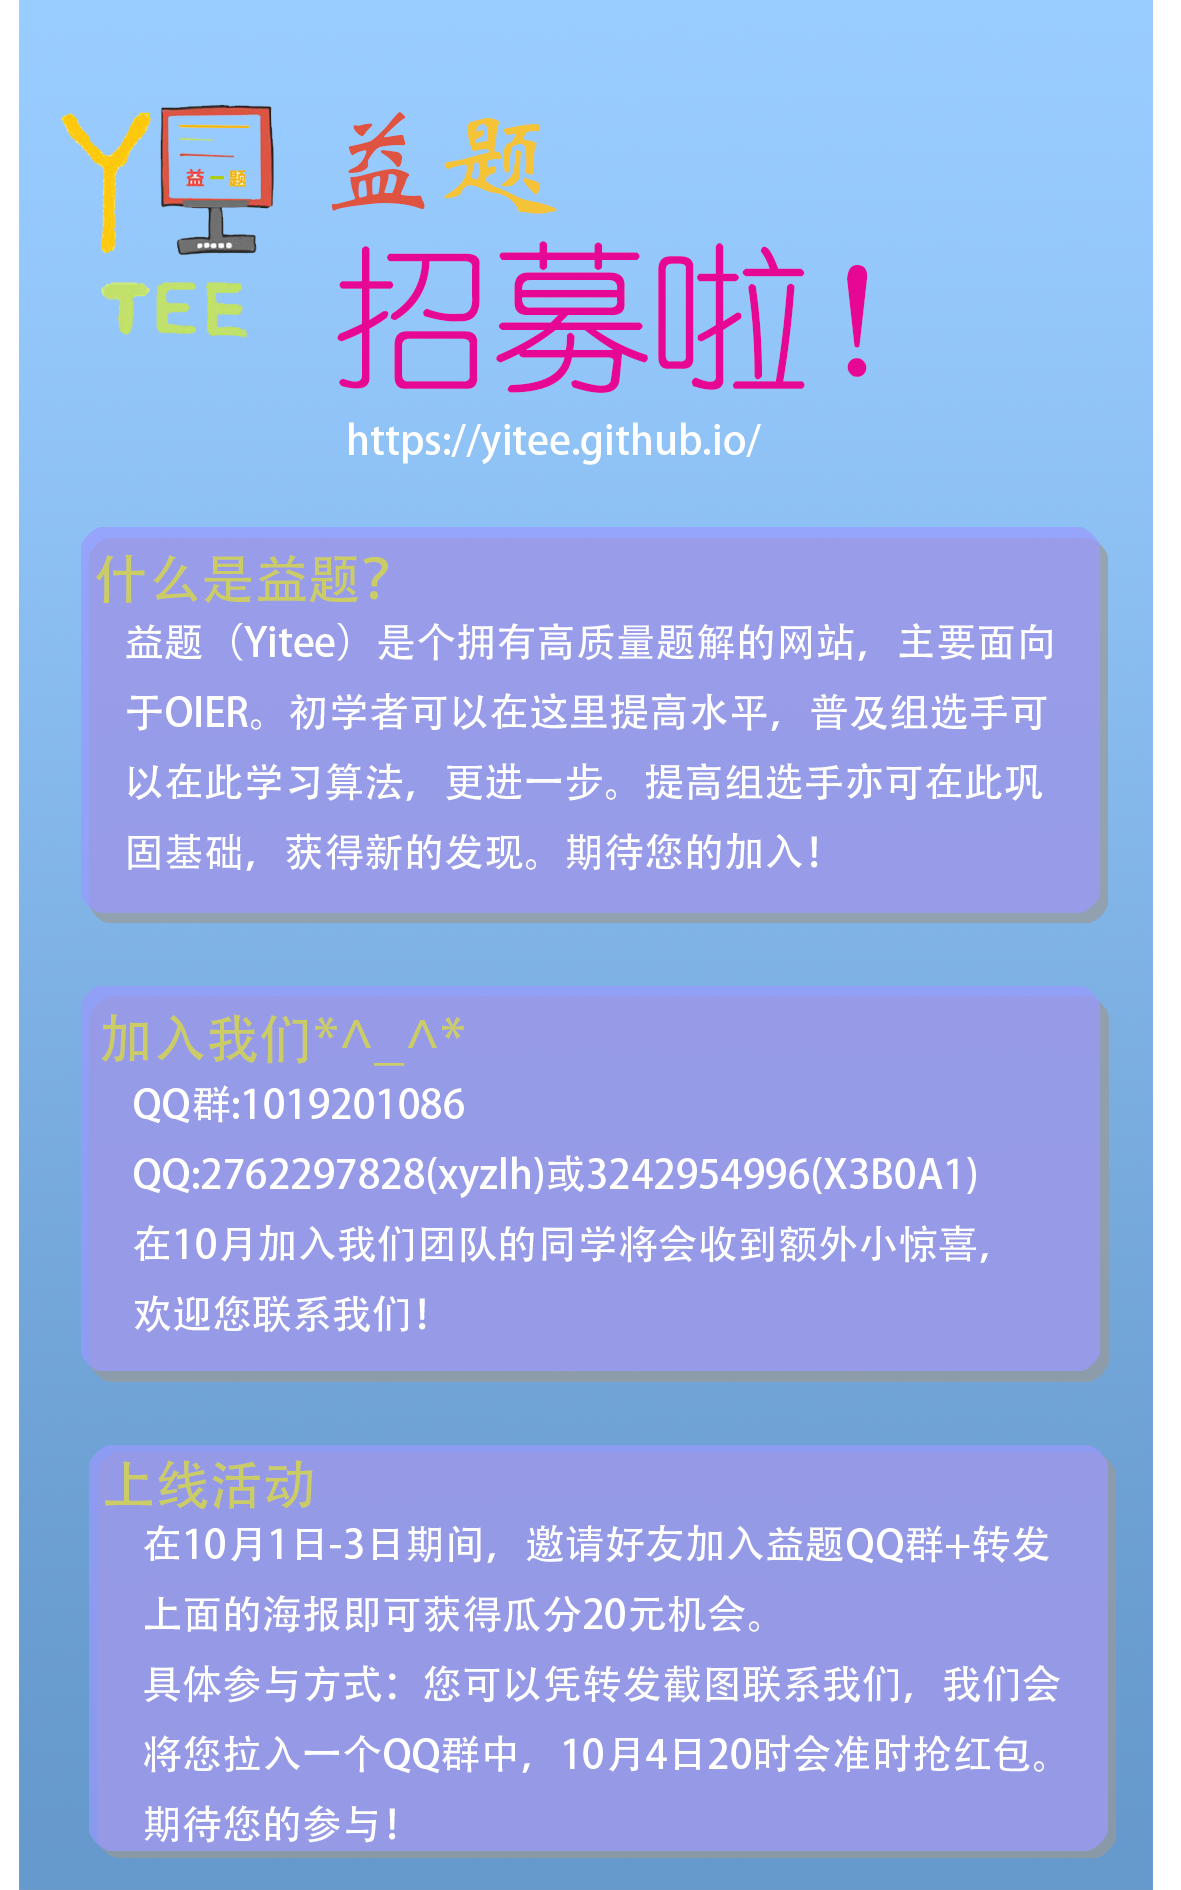 Y
益一题
TEE
益题
招募啦！
https://yitee.github.io/
什么是益题？
益题（Yitee）是个拥有高质量题解的网站，主要面向
于OIER。初学者可以在这里提高水平，普及组选手可
以在此学习算法，更进一步。提高组选手亦可在此巩
固基础，获得新的发现。期待您的加入！
加入我们*^_^*
QQ群:1019201086
QQ:2762297828(xyzlh)或3242954996(X3B0A1)
在10月加入我们团队的同学将会收到额外小惊喜，
欢迎您联系我们！
上线活动
在10月1日-3日期间，邀请好友加入益题QQ群+转发
上面的海报即可获得瓜分20元机会。
具体参与方式：您可以凭转发截图联系我们，我们会
将您拉入一个QQ群中，10月4日20时会准时抢红包。
期待您的参与！